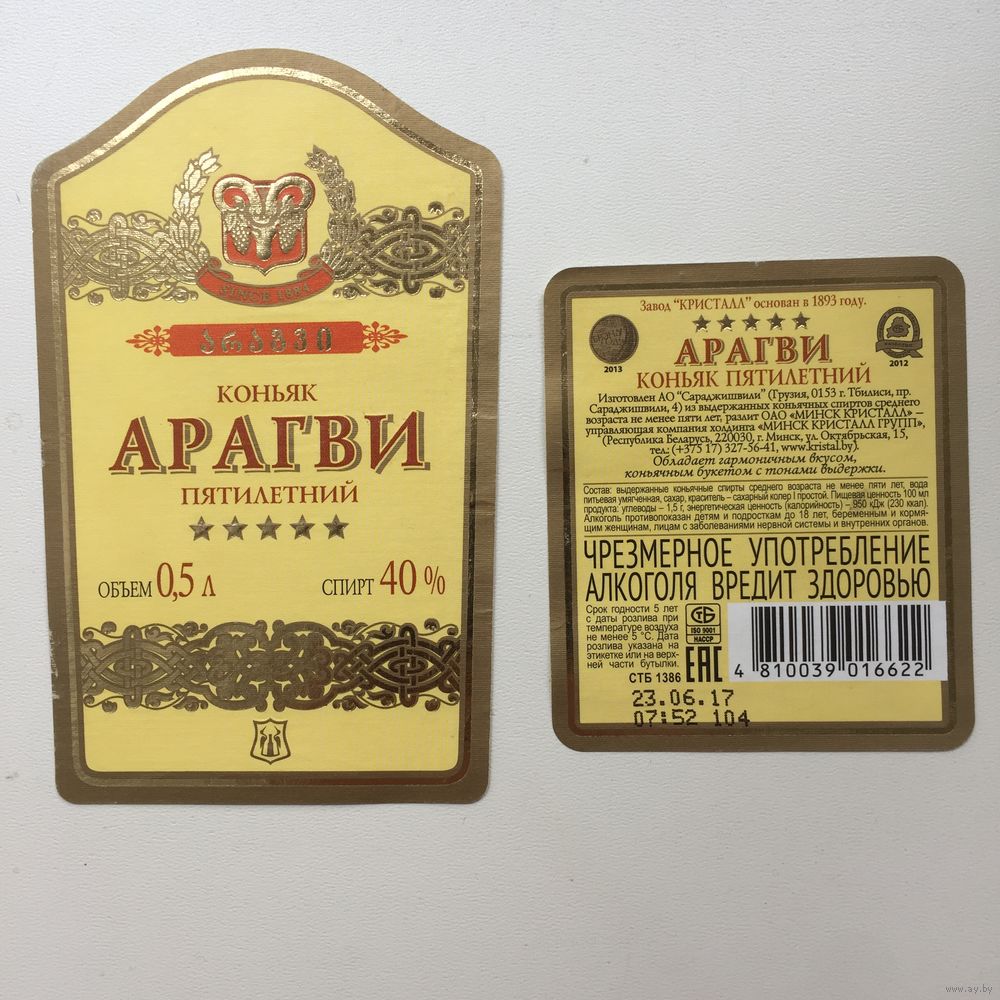 SINCE 1884
არაგვი
КОНЬЯК
АРАГВИ
ПЯТИЛЕТНИЙ
ОБЪЕМ 0,5 Л СПИРТ 40 %
Завод "КРИСТАЛЛ" основан в 1893 году.
2013
2012
АРАГВИ
КОНЬЯК ПЯТИЛЕТНИЙ
Изготовлен АО "Сараджишвили" (Грузия, 0153 г. Тбилиси, пр.
Сараджишвили, 4) из выдержанных коньячных спиртов среднего
возраста не менее пяти лет, разлит ОАО «МИНСК КРИСТАЛЛ» –
управляющая компания холдинга «МИНСК КРИСТАЛЛ ГРУПП»,
(Республика Беларусь, 220030, г. Минск, ул. Октябрьская, 15,
тел.: (+375 17) 327-56-41, www.kristal.by).
Обладает гармоничным вкусом,
коньячным букетом с тонами выдержки.
Состав: выдержанные коньячные спирты среднего возраста не менее пяти лет, вода
питьевая умягченная, сахар, краситель – сахарный колер I простой. Пищевая ценность 100 мл
продукта: углеводы – 1,5 г, энергетическая ценность (калорийность) – 950 кДж (230 ккал).
Алкоголь противопоказан детям и подросткам до 18 лет, беременным и кормя-
щим женщинам, лицам с заболеваниями нервной системы и внутренних органов.
ЧРЕЗМЕРНОЕ УПОТРЕБЛЕНИЕ
АЛКОГОЛЯ ВРЕДИТ ЗДОРОВЬЮ
Срок годности 5 лет
с даты розлива при
температуре воздуха
не менее 5 °С. Дата
розлива указана на
этикетке или на верх-
ней части бутылки.
СТБ 1386
СТБ
ISO 9001
HACCP
EAC
4 810039 016622
23.06.17
07:52 104
www.ay.by